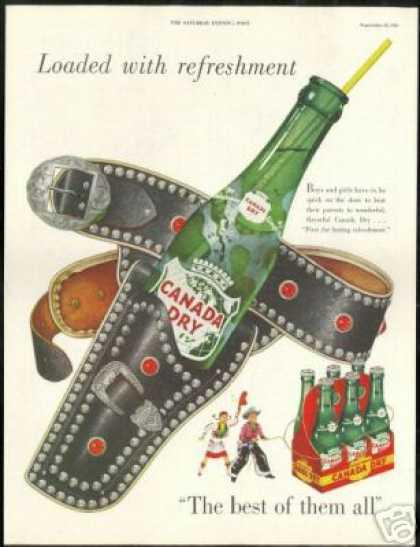 THE SATURDAY EVENING POST
Loaded with refreshment
Boys and girls have to be
quick on the draw to beat
their parents to wonderful,
flavorful Canada Dry . . .
"First for lasting refreshment."
CANADA
DRY
CANADA
DRY
CANADA DRY
"The best of them all"